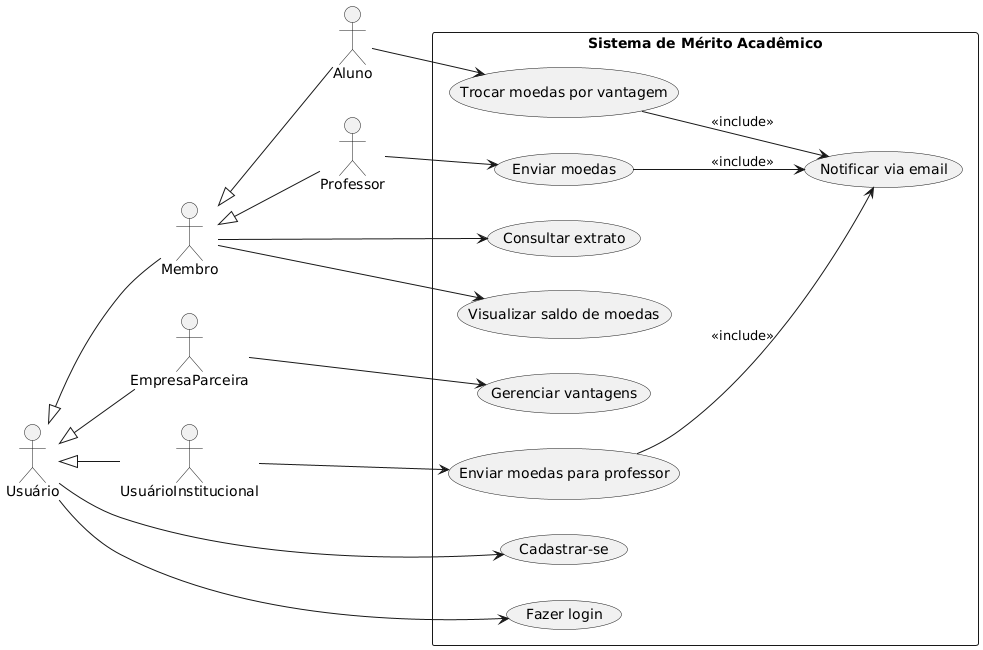 Sistema de Mérito Acadêmico
Aluno
Trocar moedas por vantagem
«include»
Professor
Enviar moedas
«include»
Notificar via email
Membro
Consultar extrato
Visualizar saldo de moedas
«include»
EmpresaParceira
Gerenciar vantagens
Usuário
UsuárioInstitucional
Enviar moedas para professor
Cadastrar-se
Fazer login